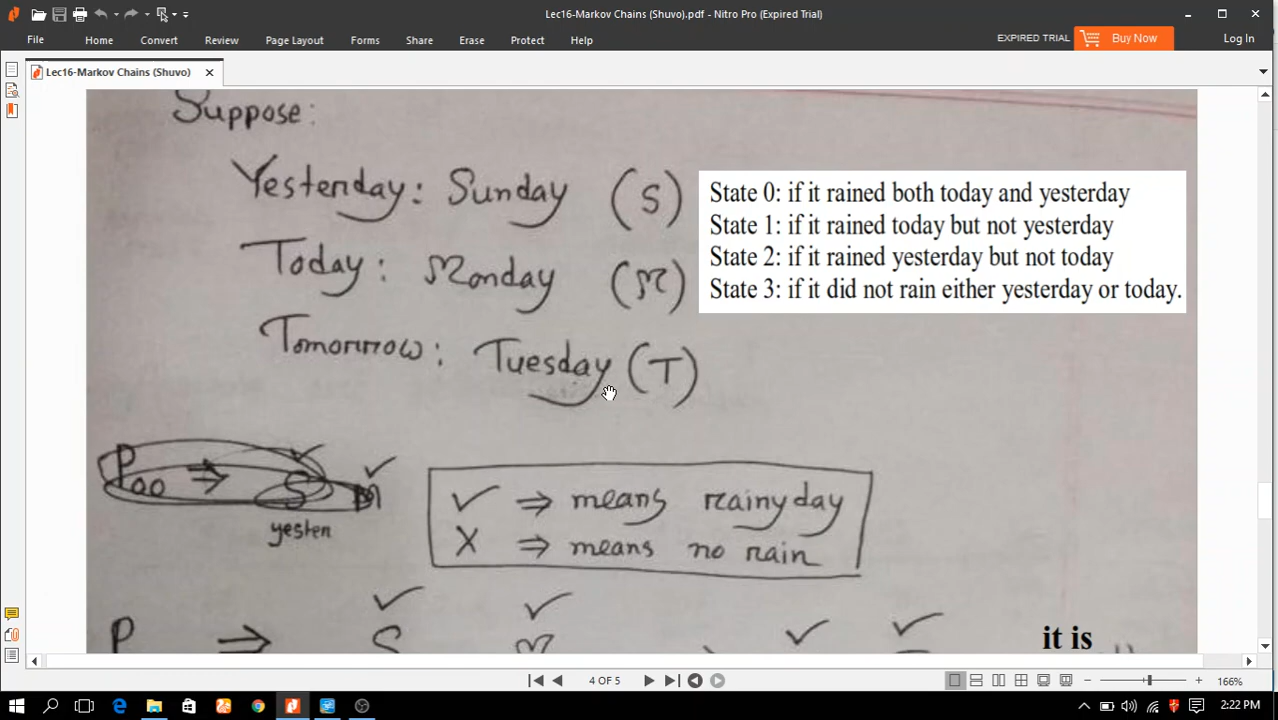 Lec16-Markov Chains (Shuvo).pdf - Nitro Pro (Expired Trial)
File Home Convert Review Page Layout Forms Share Erase Protect Help EXPIRED TRIAL Buy Now Log In
Lec16-Markov Chains (Shuvo)
Suppose:
Yesterday: Sunday (S)
Today: Monday (M)
Tomorrow: Tuesday (T)
State 0: if it rained both today and yesterday
State 1: if it rained today but not yesterday
State 2: if it rained yesterday but not today
State 3: if it did not rain either yesterday or today.
P00 ⇒ S M
yester
✓ ⇒ means rainy day
X ⇒ means no rain
P ⇒ S M
it is
4 OF 5
166%
2:22 PM